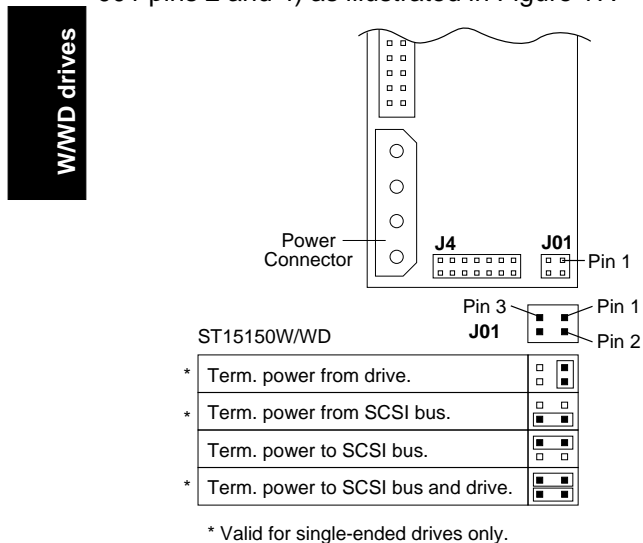 W/WD drives
Power
Connector
J4
J01
Pin 1
Pin 3
Pin 1
J01
Pin 2
ST15150W/WD
* Term. power from drive.
* Term. power from SCSI bus.
Term. power to SCSI bus.
* Term. power to SCSI bus and drive.
* Valid for single-ended drives only.